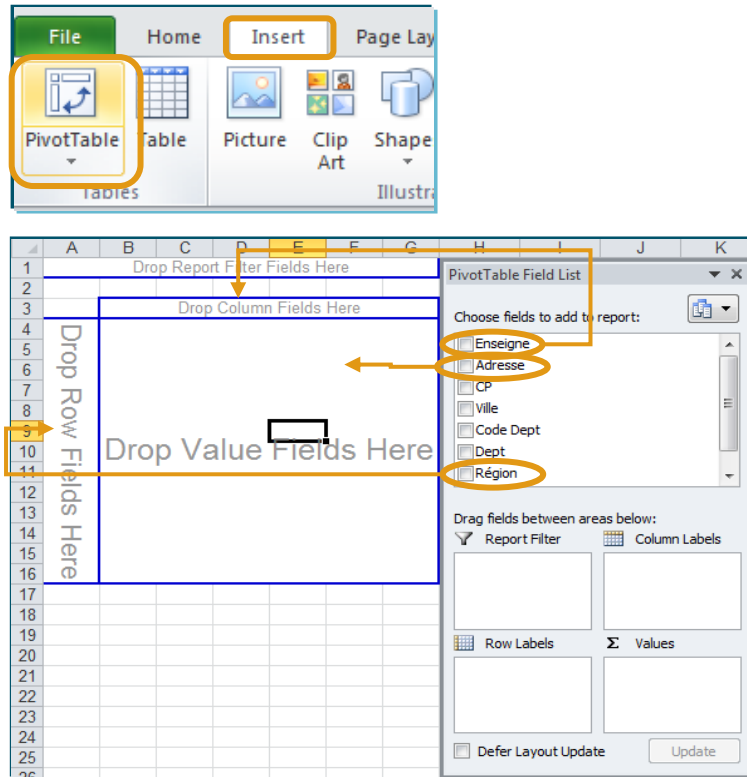 File Home Insert Page Lay
PivotTable Table Picture Clip Art Shape
Tables Illustr
A B C D E F G H I J K
1 Drop Report Filter Fields Here
PivotTable Field List
2
3 Drop Column Fields Here
Choose fields to add to report:
4
5 Enseigne
6 Adresse
7 CP
8 Ville
9 Code Dept
10 Drop Value Fields Here Dept
11 Région
Drop Row Fields Here
12
13 Drag fields between areas below:
14 Report Filter Column Labels
15
16
17
18
19 Row Labels Σ Values
20
21
22
23
24
25 Defer Layout Update Update
26